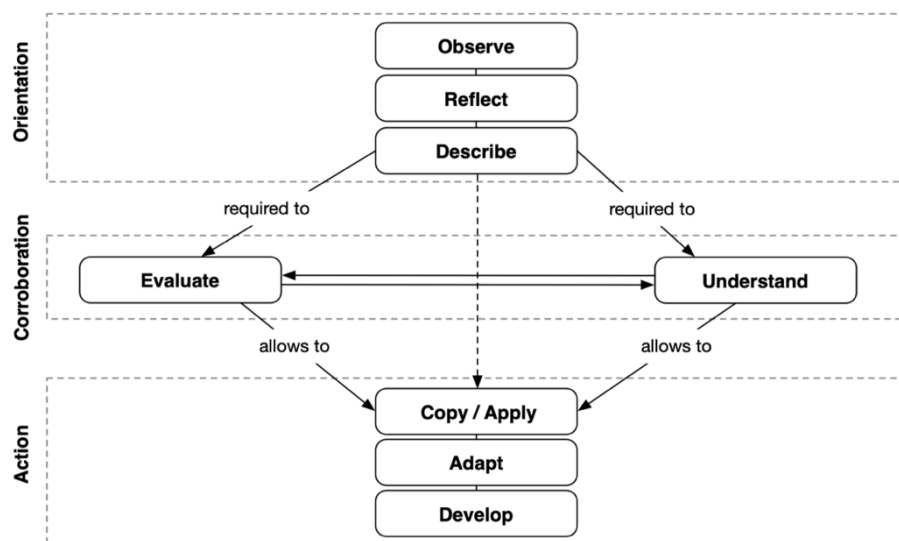 Orientation
Observe
Reflect
Describe
required to
required to
Corroboration
Evaluate
Understand
allows to
allows to
Action
Copy / Apply
Adapt
Develop